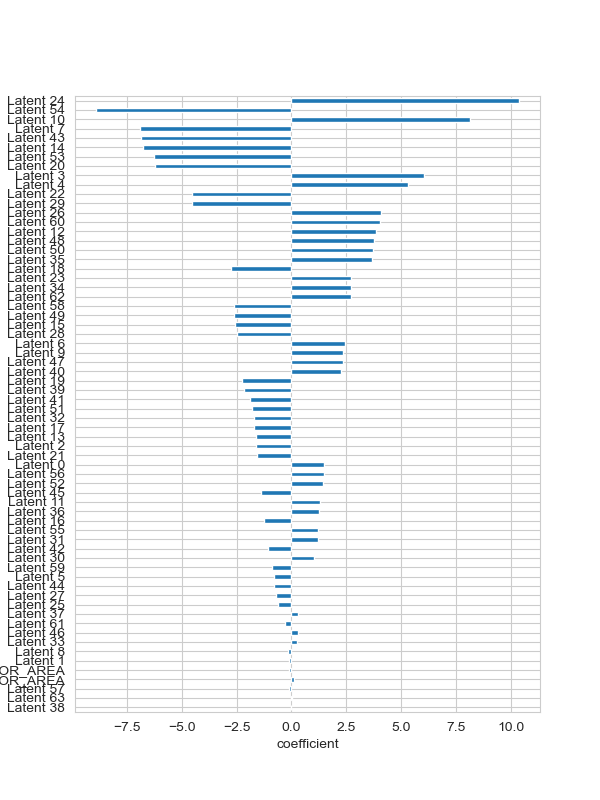 Latent 24
Latent 54
Latent 10
Latent 7
Latent 43
Latent 14
Latent 53
Latent 20
Latent 3
Latent 4
Latent 22
Latent 29
Latent 26
Latent 60
Latent 12
Latent 48
Latent 50
Latent 35
Latent 18
Latent 23
Latent 34
Latent 62
Latent 58
Latent 49
Latent 15
Latent 28
Latent 6
Latent 9
Latent 47
Latent 40
Latent 19
Latent 39
Latent 41
Latent 51
Latent 32
Latent 17
Latent 13
Latent 2
Latent 21
Latent 0
Latent 56
Latent 52
Latent 45
Latent 11
Latent 36
Latent 16
Latent 55
Latent 31
Latent 42
Latent 30
Latent 59
Latent 5
Latent 44
Latent 27
Latent 25
Latent 37
Latent 61
Latent 46
Latent 33
Latent 8
Latent 1
OR_AREA
OR_AREA
Latent 57
Latent 63
Latent 38
−7.5 −5.0 −2.5 0.0 2.5 5.0 7.5 10.0
coefficient